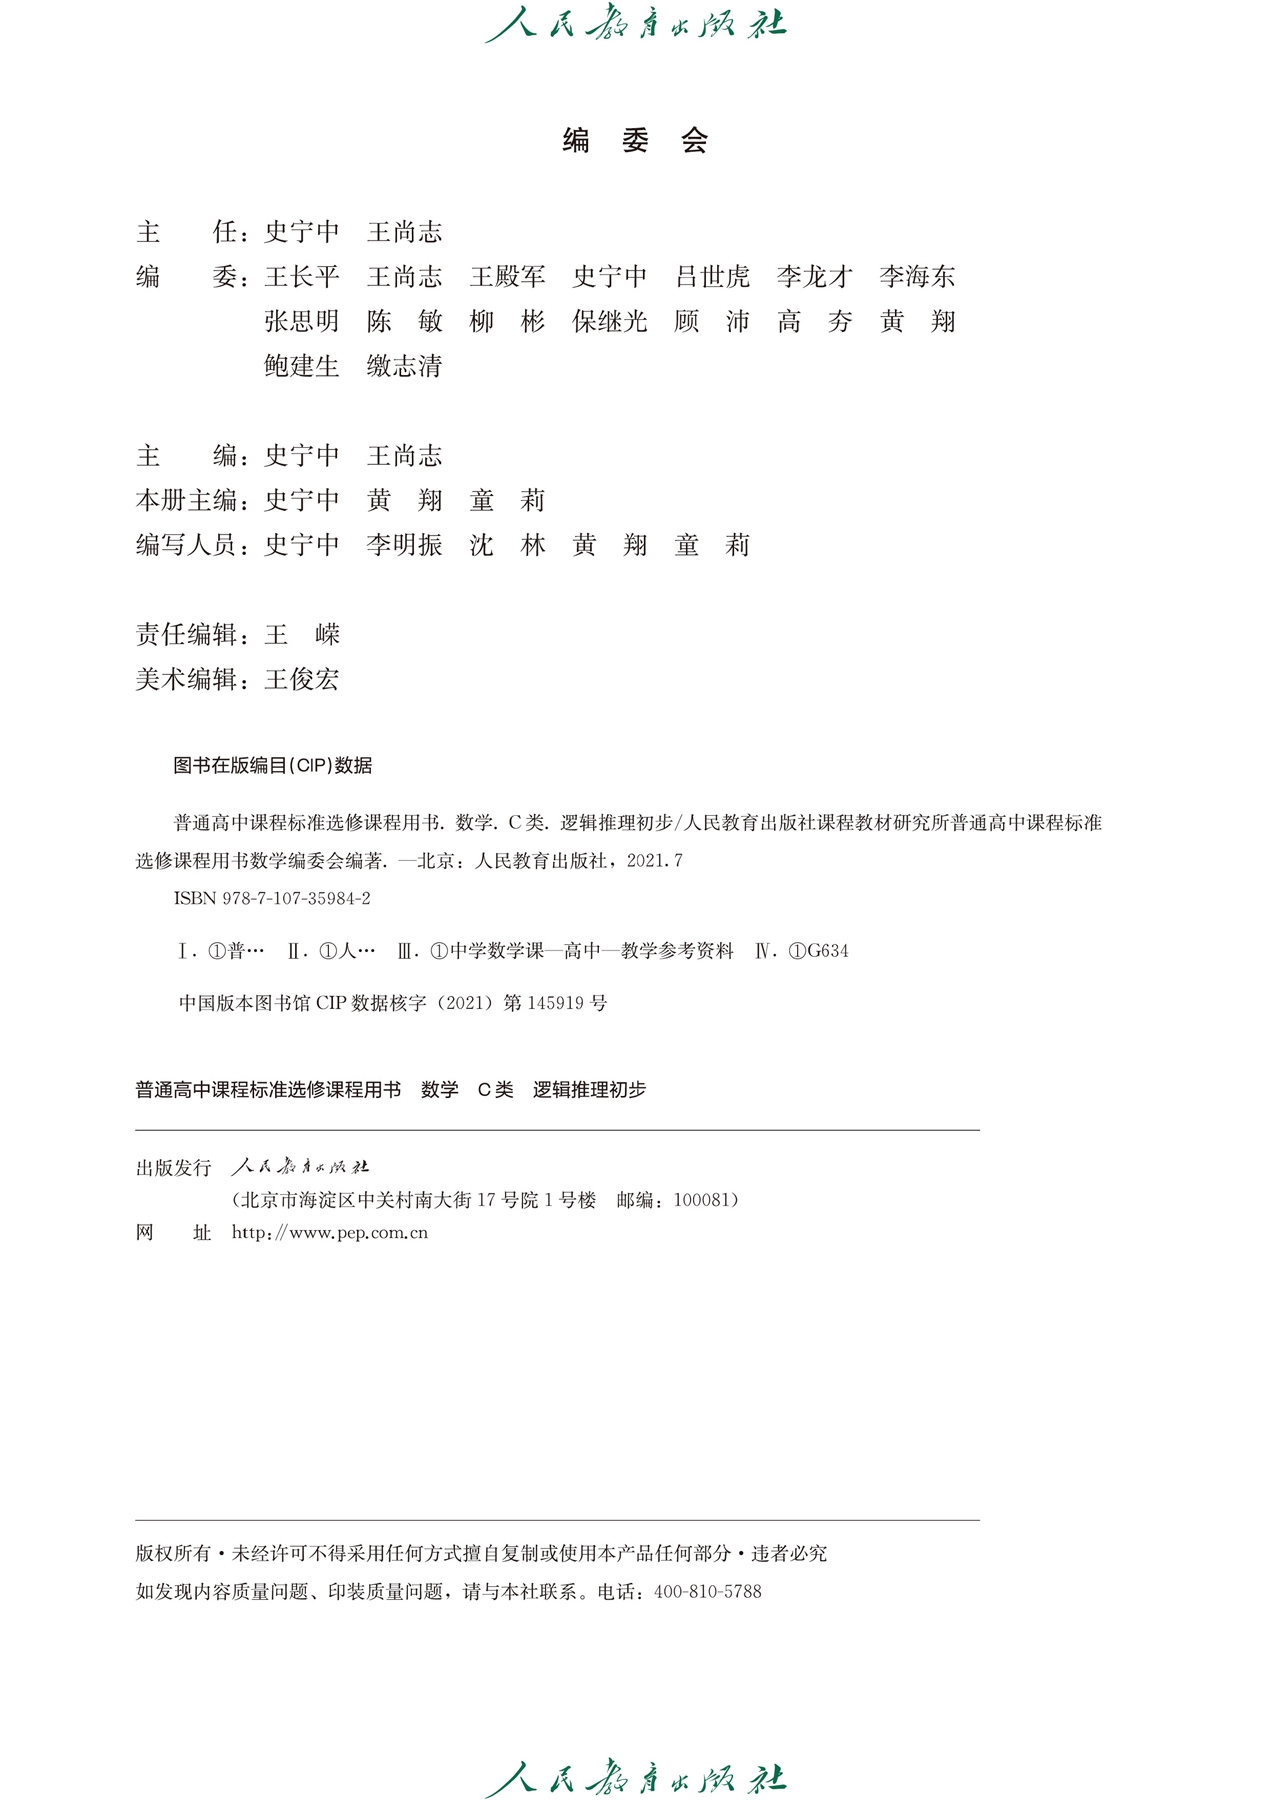 人民教育出版社
编 委 会
主　　任：史宁中　王尚志
编　　委：王长平　王尚志　王殿军　史宁中　吕世虎　李龙才　李海东
张思明　陈　敏　柳　彬　保继光　顾　沛　高　夯　黄　翔
鲍建生　缴志清
主　　编：史宁中　王尚志
本册主编：史宁中　黄　翔　童　莉
编写人员：史宁中　李明振　沈　林　黄　翔　童　莉
责任编辑：王　嵘
美术编辑：王俊宏
图书在版编目(CIP)数据
普通高中课程标准选修课程用书. 数学. C类. 逻辑推理初步/人民教育出版社课程教材研究所普通高中课程标准
选修课程用书数学编委会编著. —北京：人民教育出版社，2021.7
ISBN 978-7-107-35984-2
Ⅰ. ①普…　Ⅱ. ①人…　Ⅲ. ①中学数学课—高中—教学参考资料　Ⅳ. ①G634
中国版本图书馆 CIP 数据核字（2021）第 145919 号
普通高中课程标准选修课程用书　数学　C类　逻辑推理初步
出版发行　人民教育出版社
（北京市海淀区中关村南大街 17 号院 1 号楼　邮编：100081）
网　　址　http://www.pep.com.cn
版权所有·未经许可不得采用任何方式擅自复制或使用本产品任何部分·违者必究
如发现内容质量问题、印装质量问题，请与本社联系。电话：400-810-5788
人民教育出版社